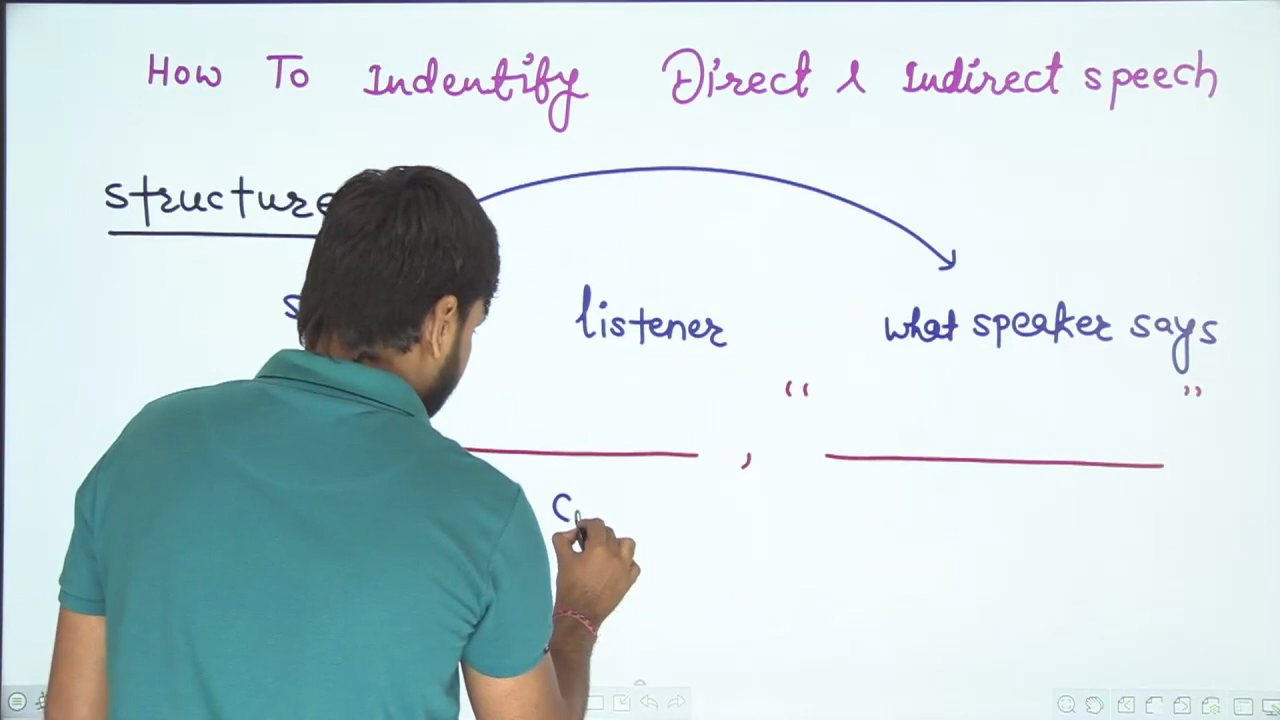 How To Indentify Direct & Indirect speech
structure
listener what speaker says
“ ”
,